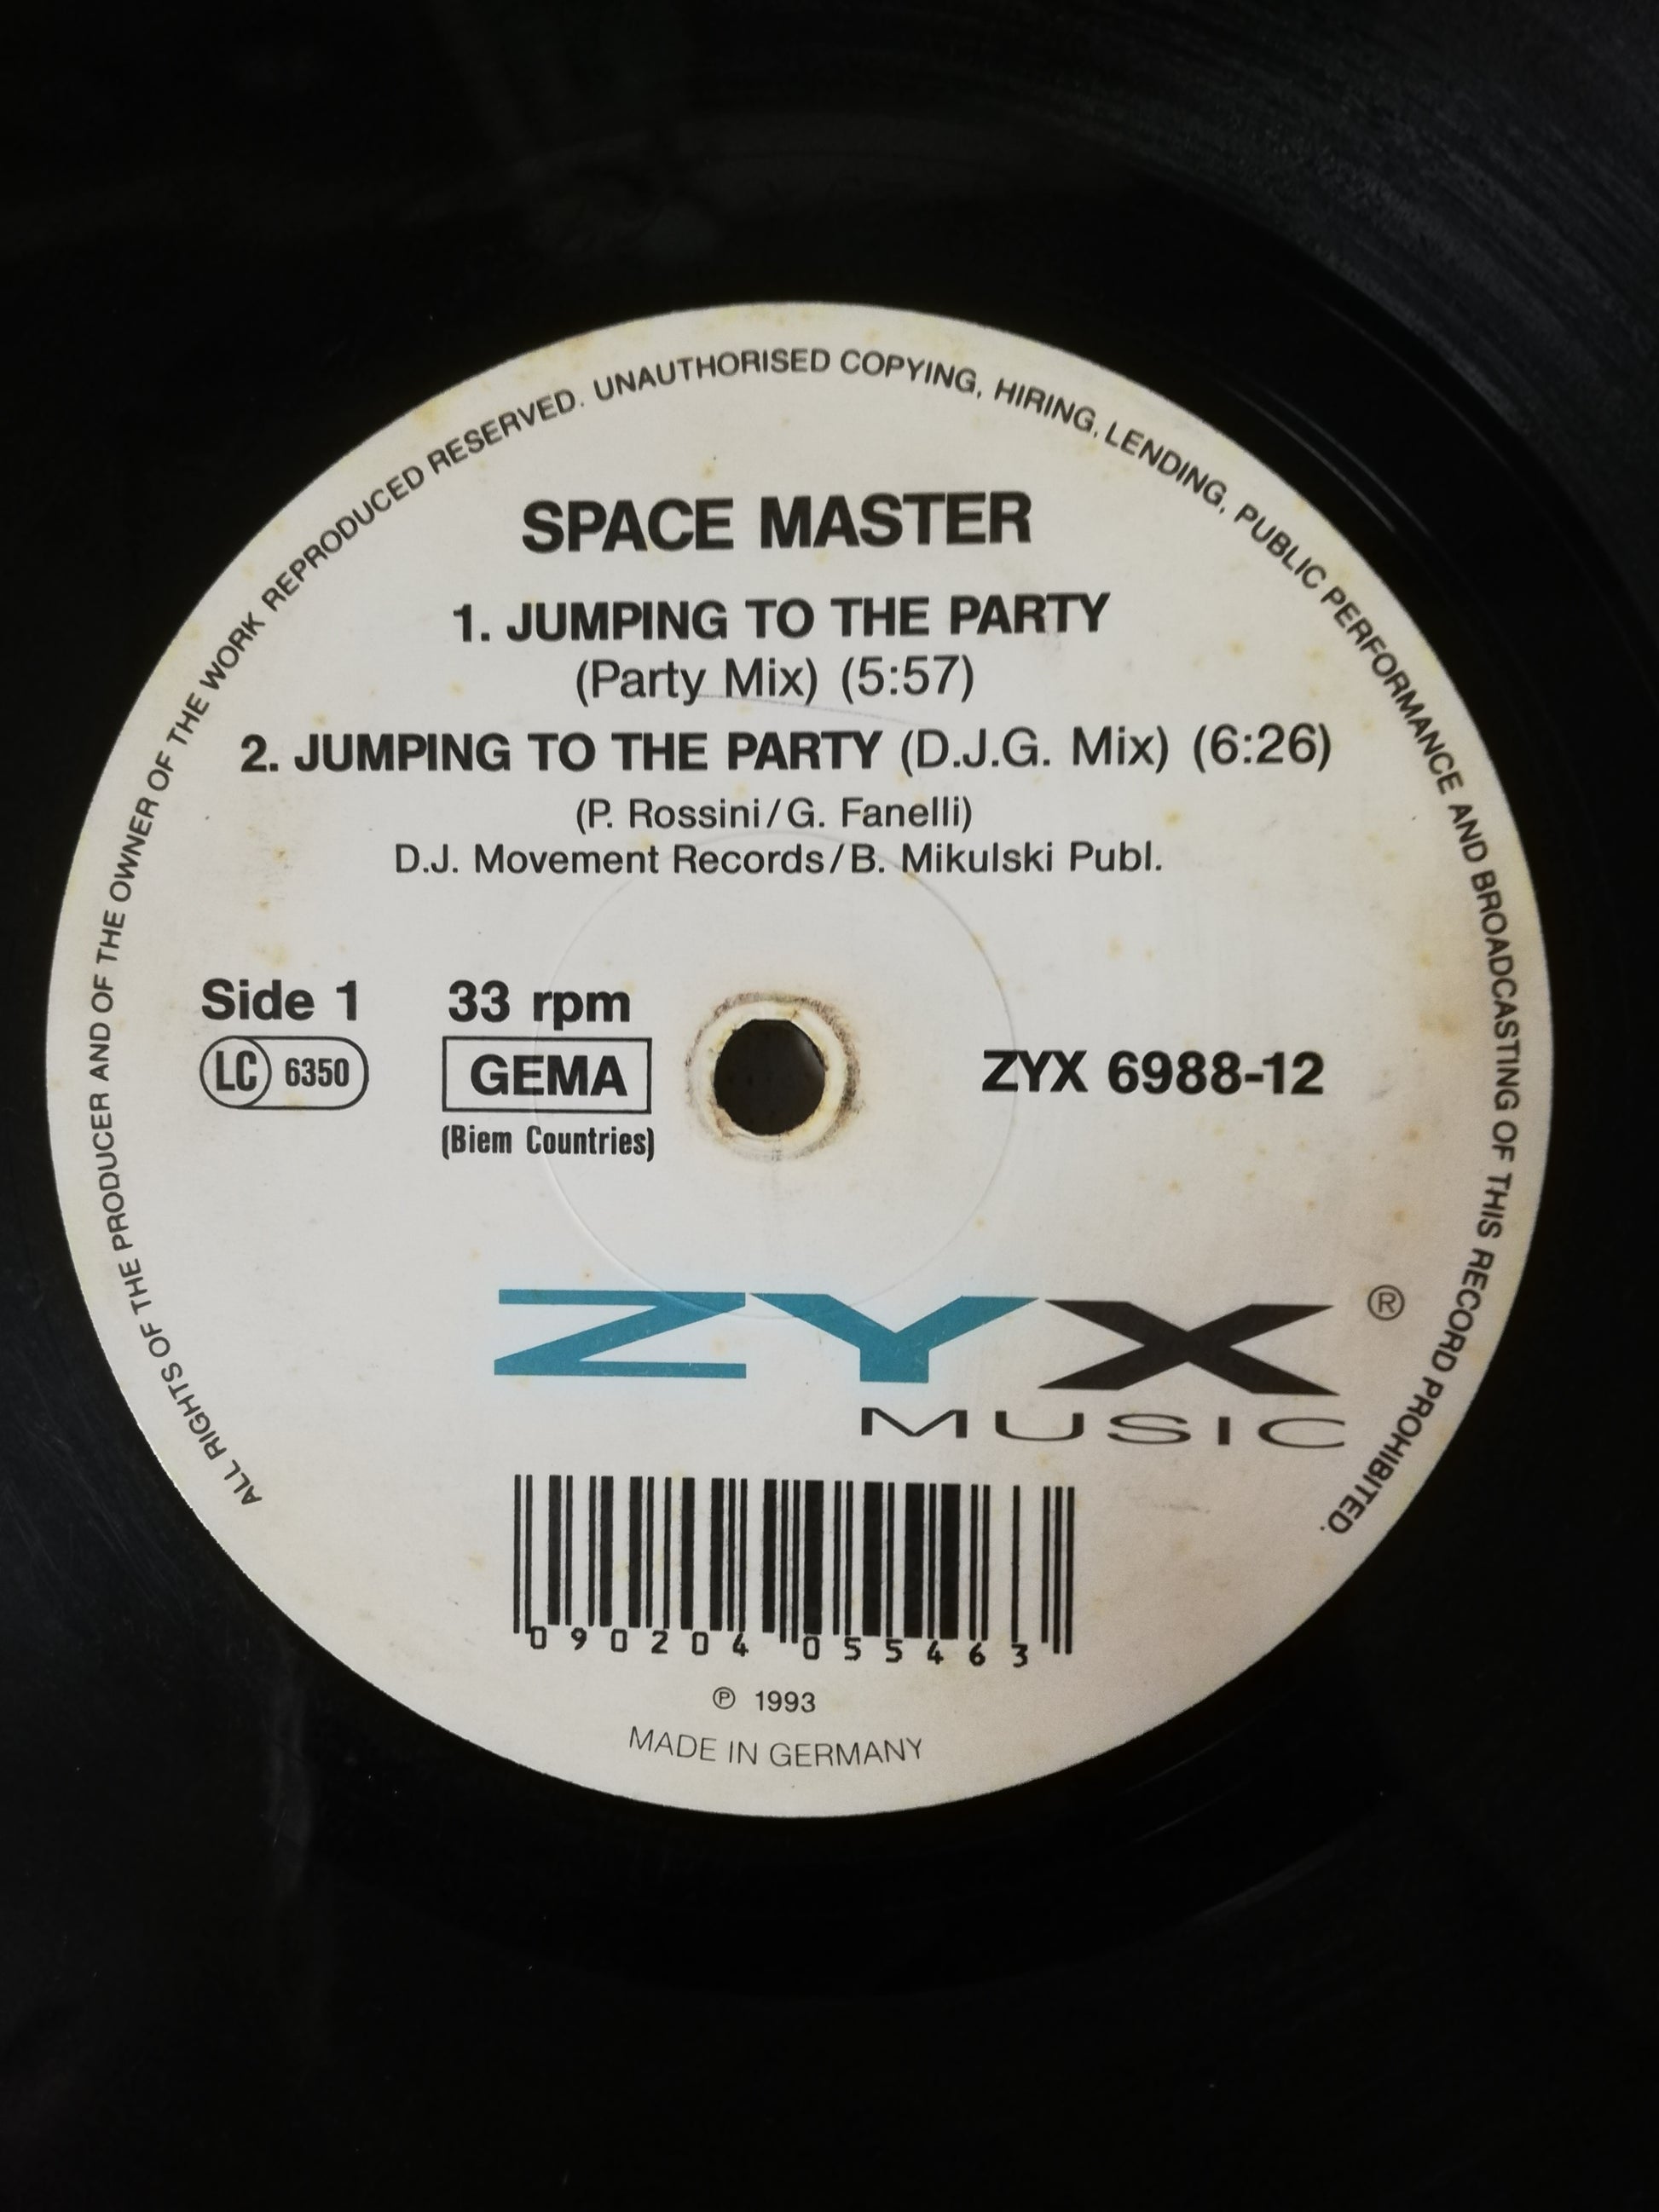 ALL RIGHTS OF THE PRODUCER AND OF THE OWNER OF THE WORK REPRODUCED RESERVED. UNAUTHORISED COPYING, HIRING, LENDING, PUBLIC PERFORMANCE AND BROADCASTING OF THIS RECORD PROHIBITED.
SPACE MASTER
1. JUMPING TO THE PARTY
(Party Mix) (5:57)
2. JUMPING TO THE PARTY (D.J.G. Mix) (6:26)
(P. Rossini/G. Fanelli)
D.J. Movement Records/B. Mikulski Publ.
Side 1 33 rpm
LC 6350 GEMA ZYX 6988-12
(Biem Countries)
ZYX ®
MUSIC
090204 055463
℗ 1993
MADE IN GERMANY